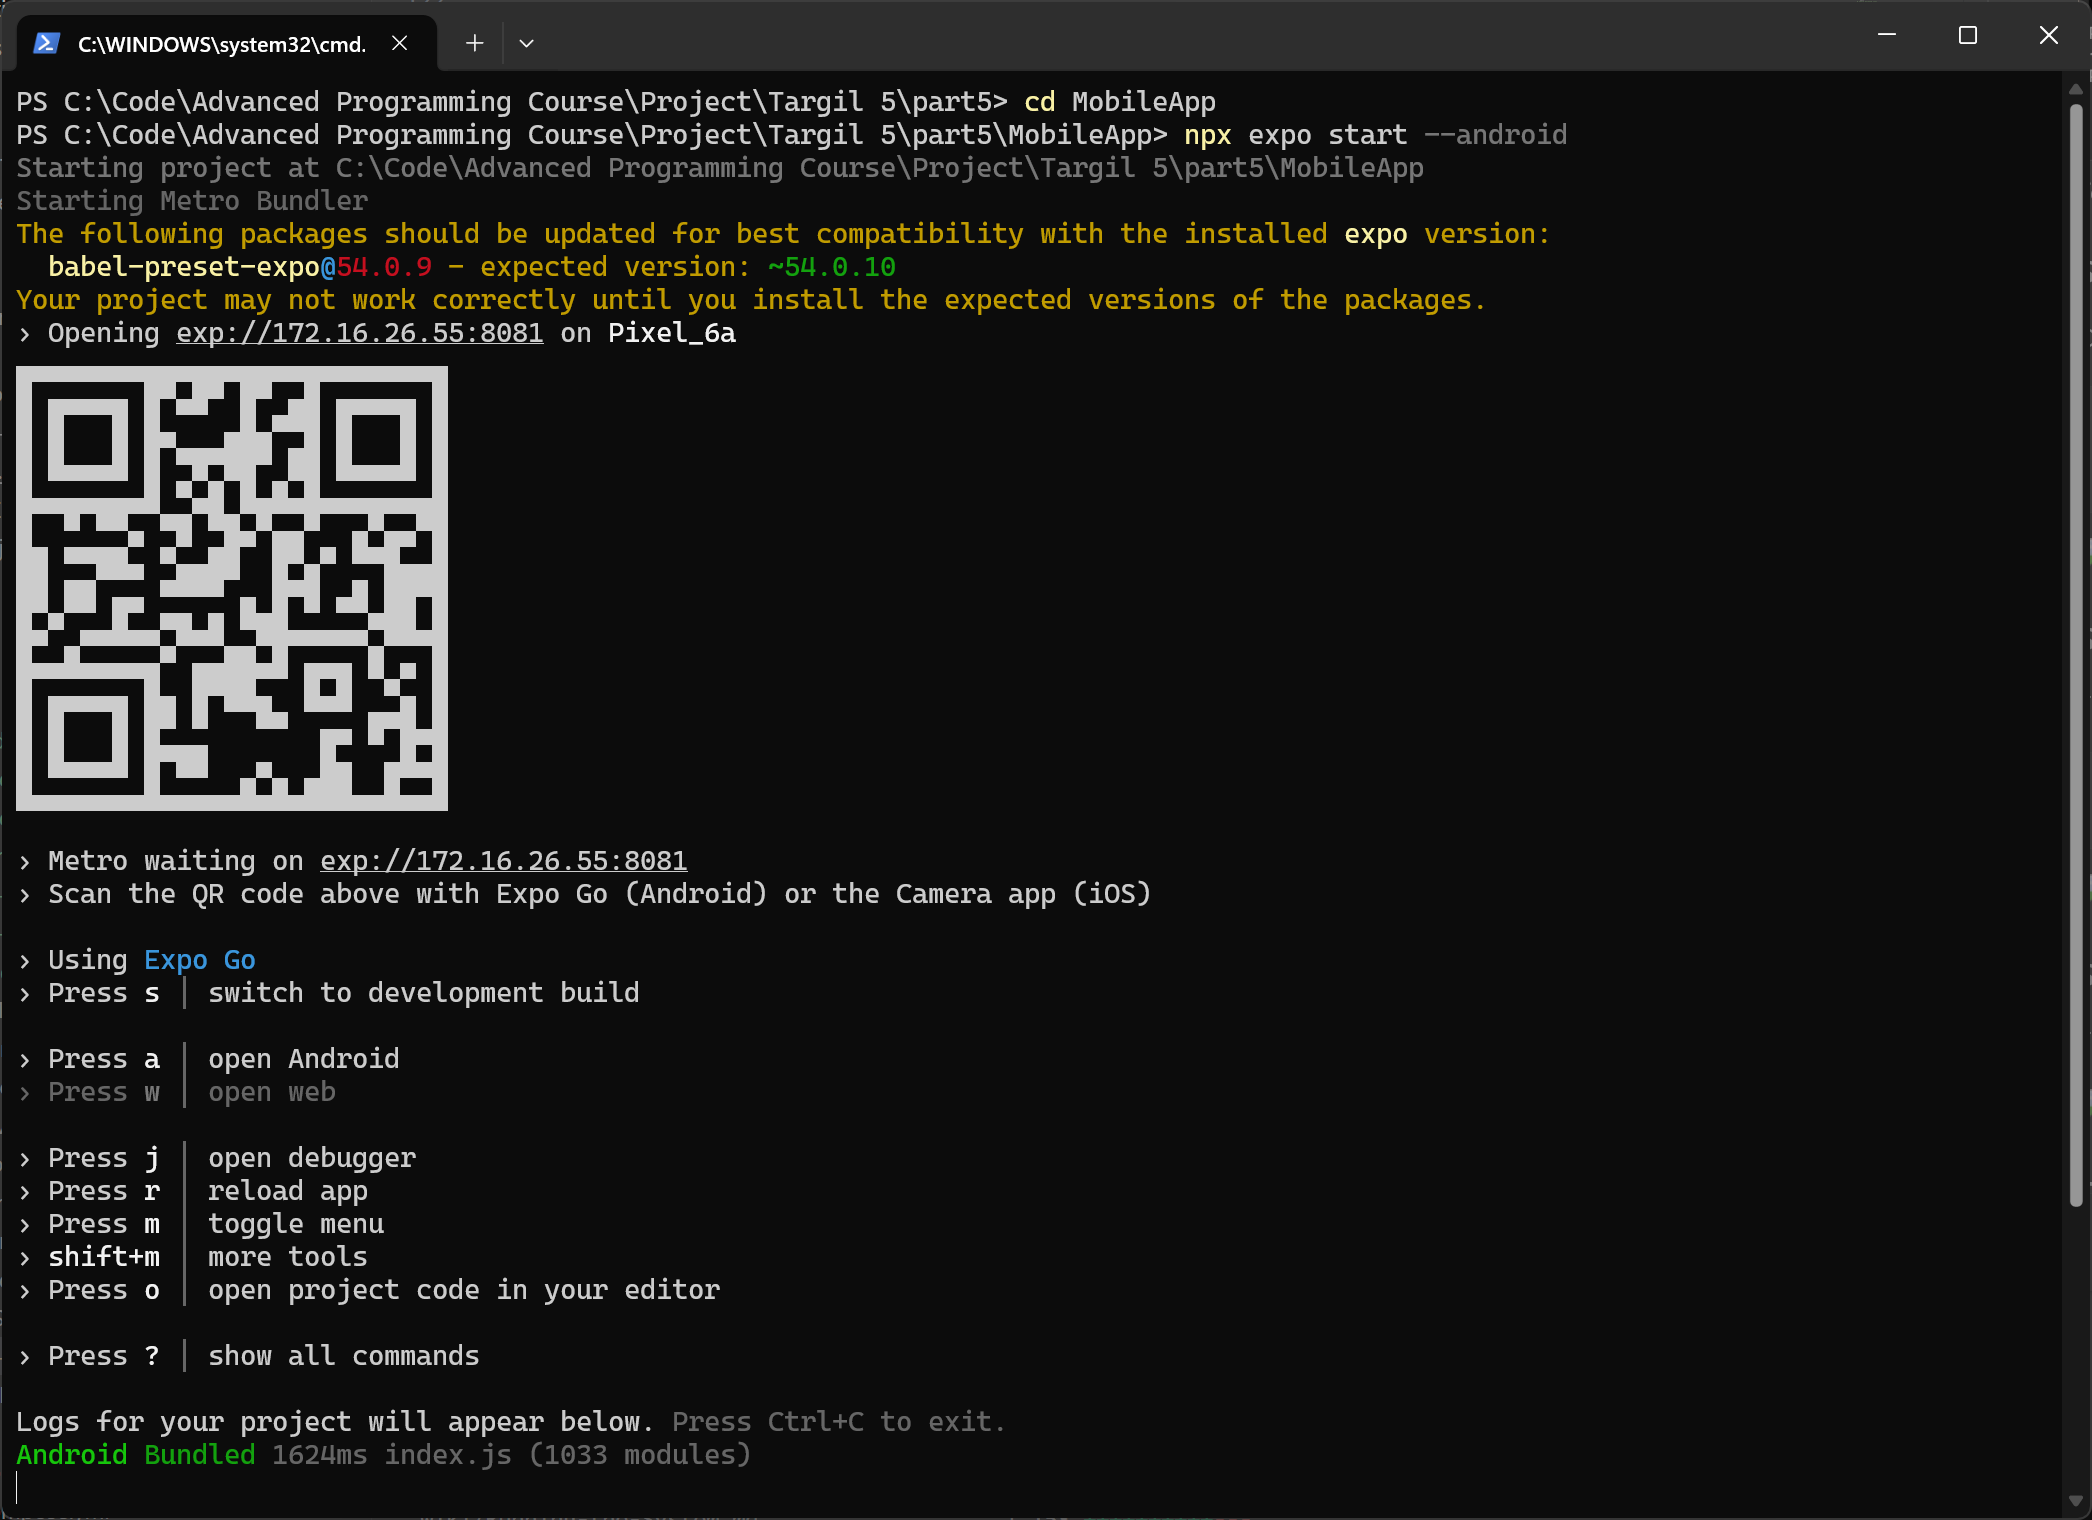 C:\WINDOWS\system32\cmd.
PS C:\Code\Advanced Programming Course\Project\Targil 5\part5> cd MobileApp
PS C:\Code\Advanced Programming Course\Project\Targil 5\part5\MobileApp> npx expo start --android
Starting project at C:\Code\Advanced Programming Course\Project\Targil 5\part5\MobileApp
Starting Metro Bundler
The following packages should be updated for best compatibility with the installed expo version:
babel-preset-expo@54.0.9 - expected version: ~54.0.10
Your project may not work correctly until you install the expected versions of the packages.
› Opening exp://172.16.26.55:8081 on Pixel_6a
› Metro waiting on exp://172.16.26.55:8081
› Scan the QR code above with Expo Go (Android) or the Camera app (iOS)
› Using Expo Go
› Press s │ switch to development build
› Press a │ open Android
› Press w │ open web
› Press j │ open debugger
› Press r │ reload app
› Press m │ toggle menu
› shift+m │ more tools
› Press o │ open project code in your editor
› Press ? │ show all commands
Logs for your project will appear below. Press Ctrl+C to exit.
Android Bundled 1624ms index.js (1033 modules)